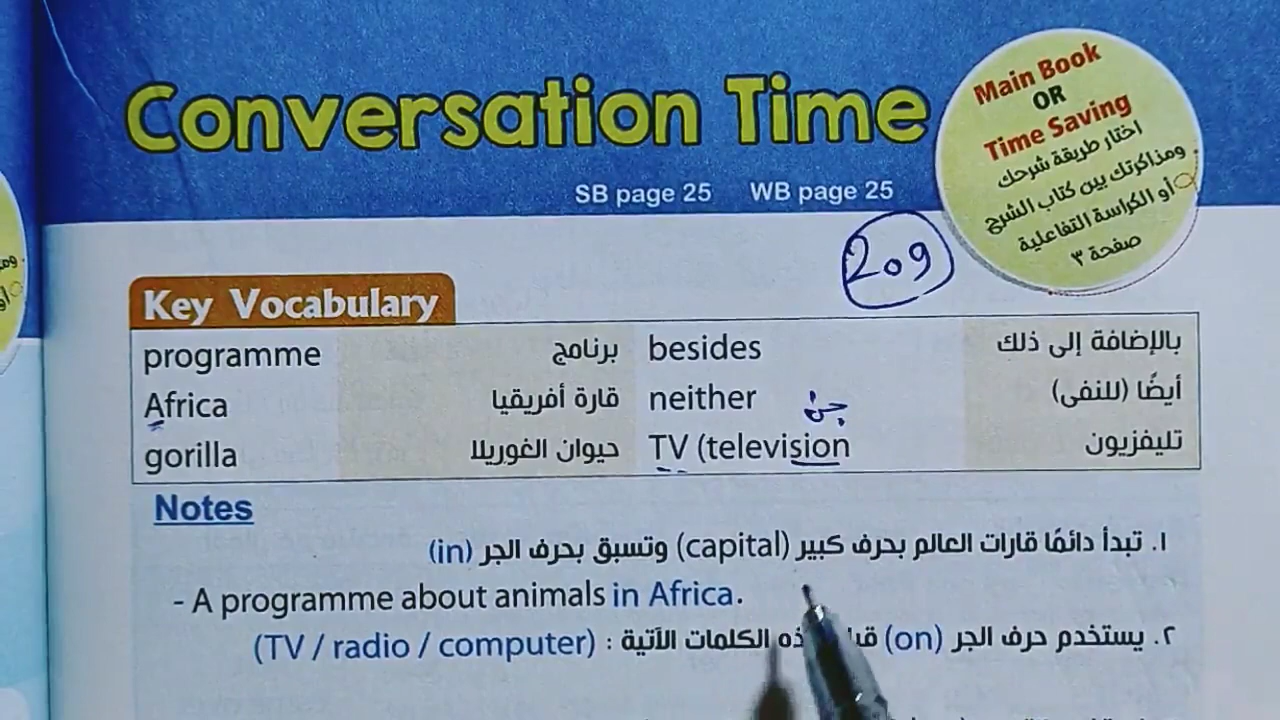 Conversation Time
SB page 25 WB page 25
Main Book
OR
Time Saving
اختار طريقة شرحك
ومذاكرتك بين كتاب الشرح
أو الكراسة التفاعلية
صفحة ٣
209
Key Vocabulary
programme برنامج besides بالإضافة إلى ذلك
Africa قارة أفريقيا neither أيضًا (للنفى)
جن
gorilla حيوان الغوريلا TV (television تليفزيون
Notes
١. تبدأ دائمًا قارات العالم بحرف كبير (capital) وتسبق بحرف الجر (in)
- A programme about animals in Africa.
٢. يستخدم حرف الجر (on) الكلمات الآتية : (TV / radio / computer)